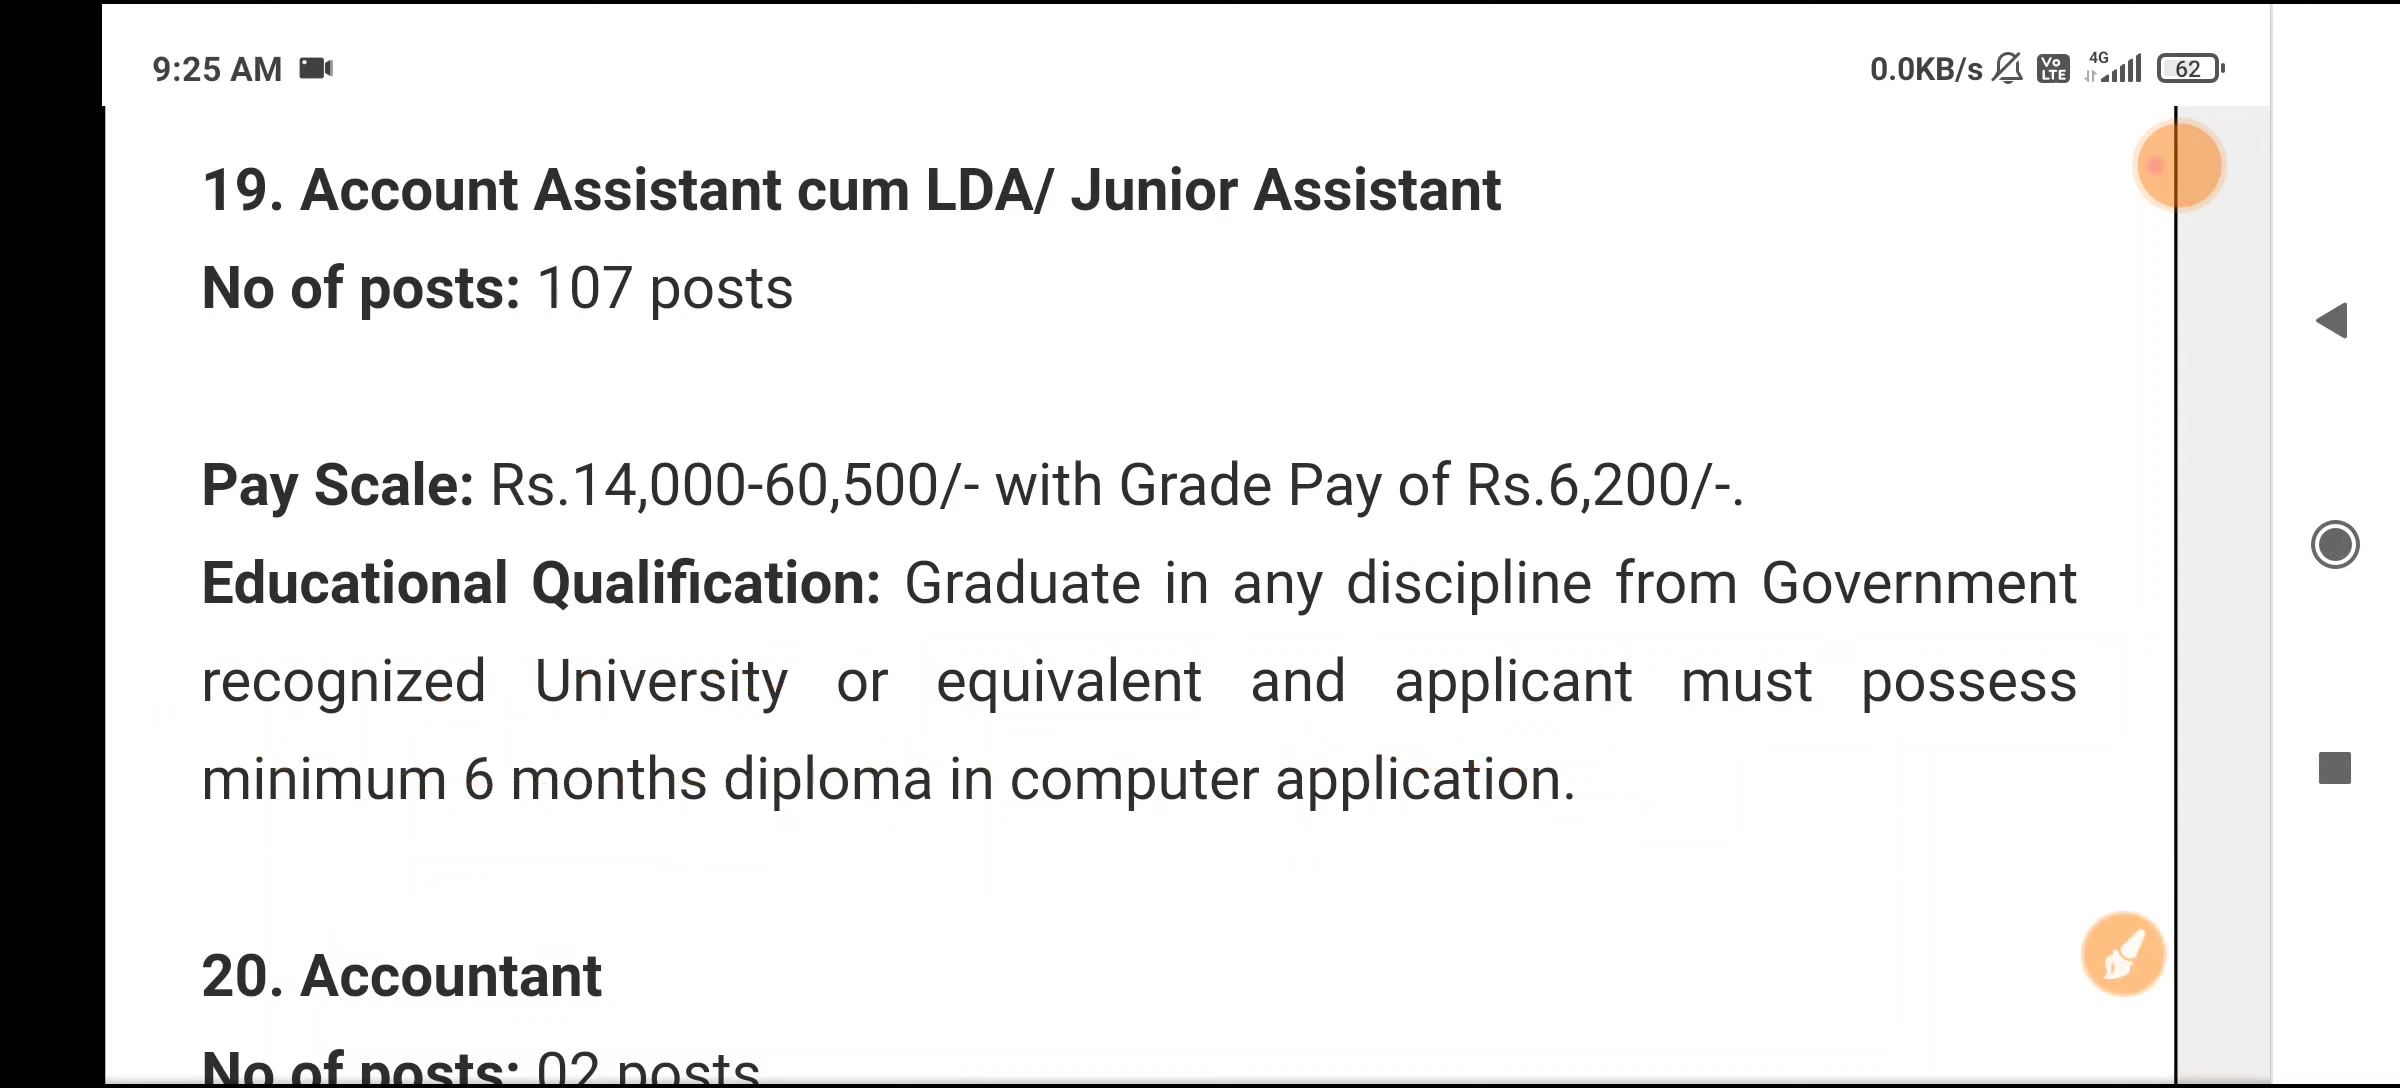 9:25 AM
0.0KB/s Vo LTE 4G 62
19. Account Assistant cum LDA/ Junior Assistant
No of posts: 107 posts
Pay Scale: Rs.14,000-60,500/- with Grade Pay of Rs.6,200/-.
Educational Qualification: Graduate in any discipline from Government
recognized University or equivalent and applicant must possess
minimum 6 months diploma in computer application.
20. Accountant
No of posts: 02 posts